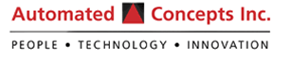 Automated Concepts Inc.
PEOPLE • TECHNOLOGY • INNOVATION